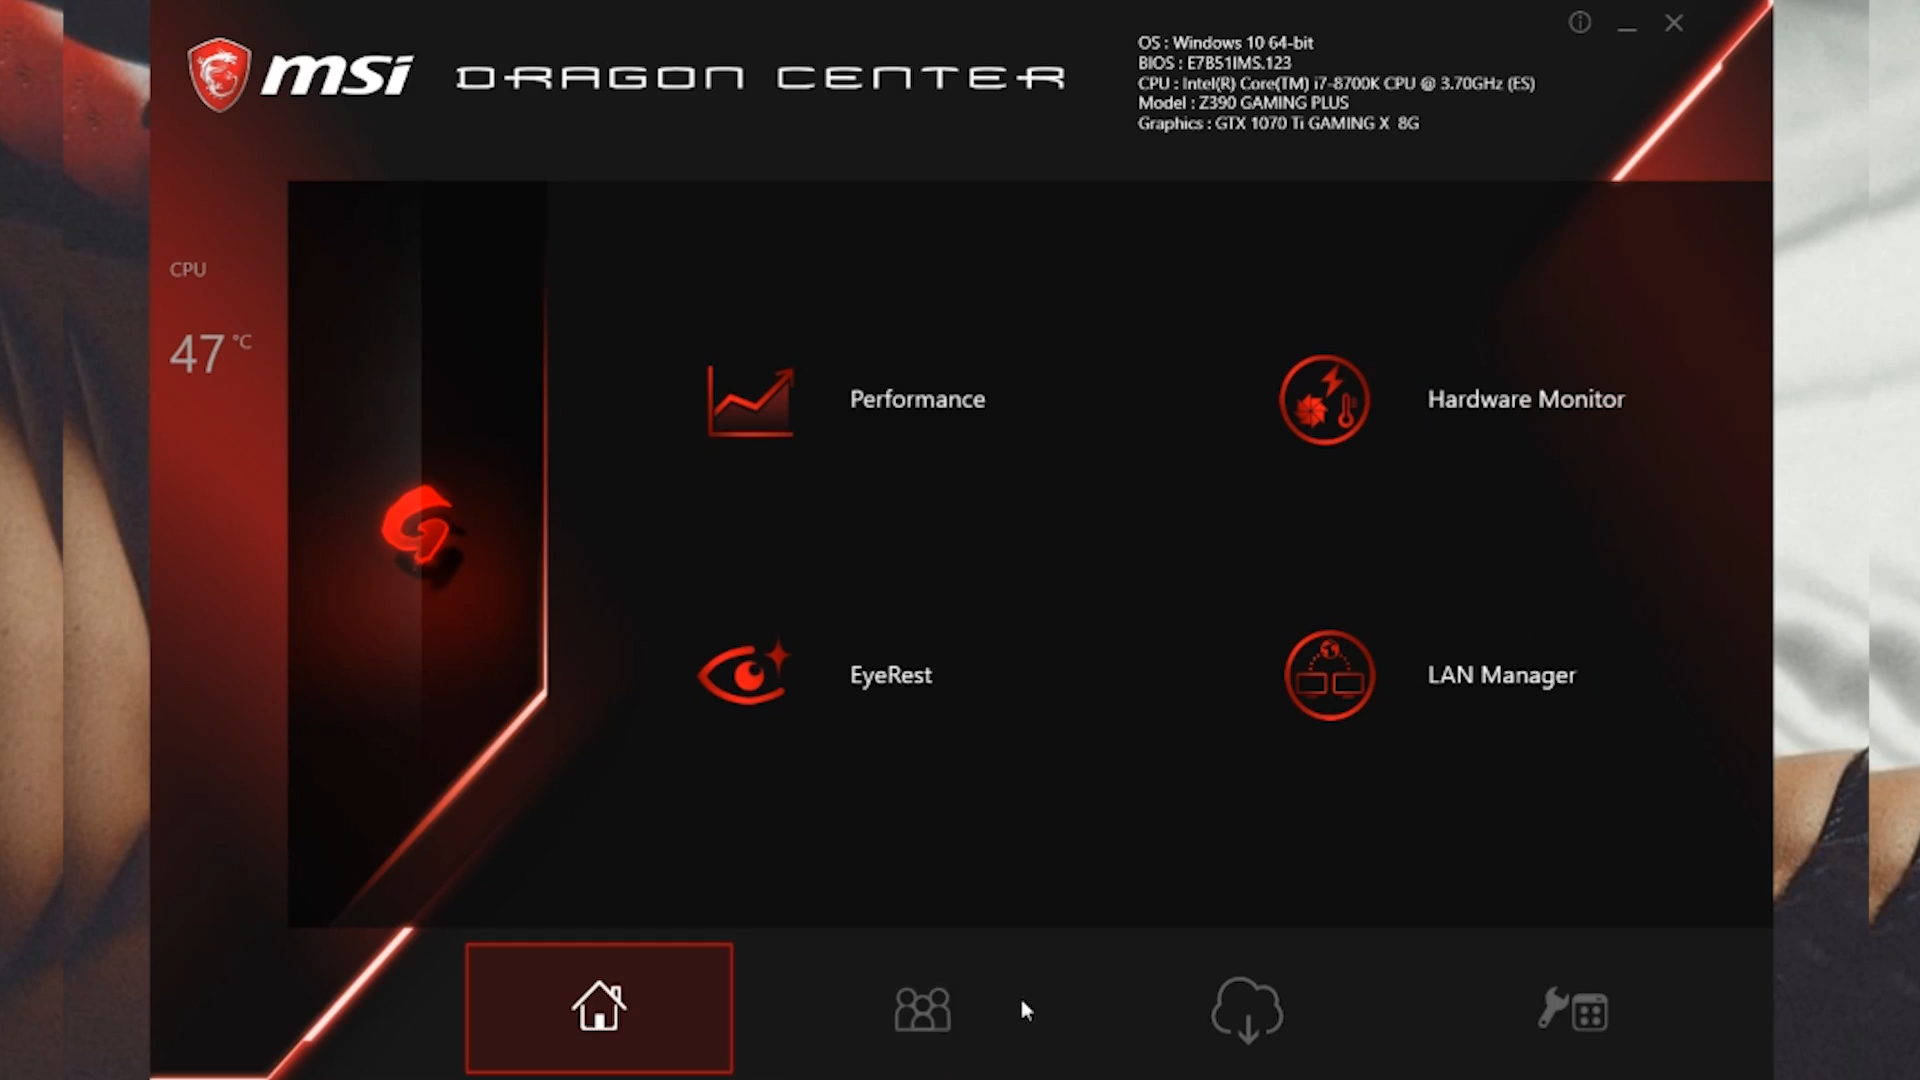 msi DRAGON CENTER
OS : Windows 10 64-bit
BIOS : E7B51IMS.123
CPU : Intel(R) Core(TM) i7-8700K CPU @ 3.70GHz (ES)
Model : Z390 GAMING PLUS
Graphics : GTX 1070 Ti GAMING X 8G
CPU
47 °C
Performance
Hardware Monitor
EyeRest
LAN Manager